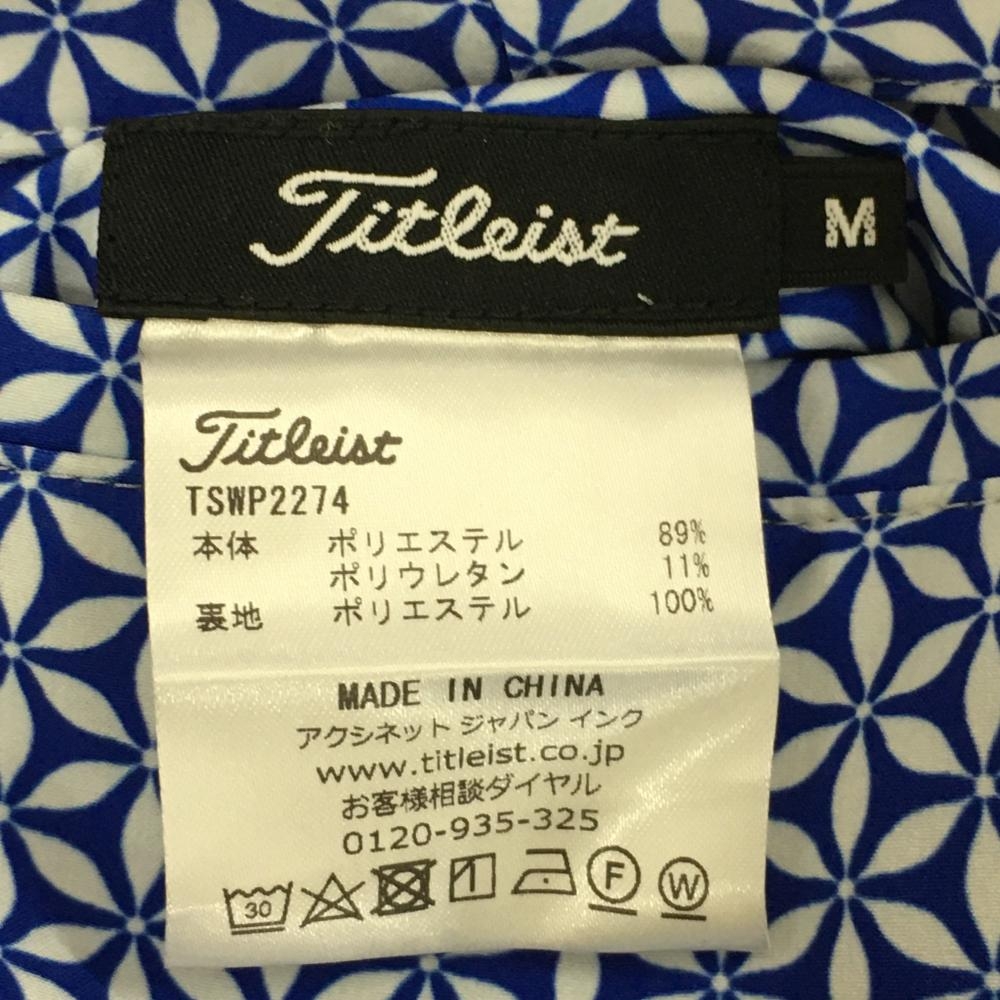 Titleist M
Titleist
TSWP2274
本体 ポリエステル 89%
ポリウレタン 11%
裏地 ポリエステル 100%
MADE IN CHINA
アクシネット ジャパン インク
www.titleist.co.jp
お客様相談ダイヤル
0120-935-325
30 F W